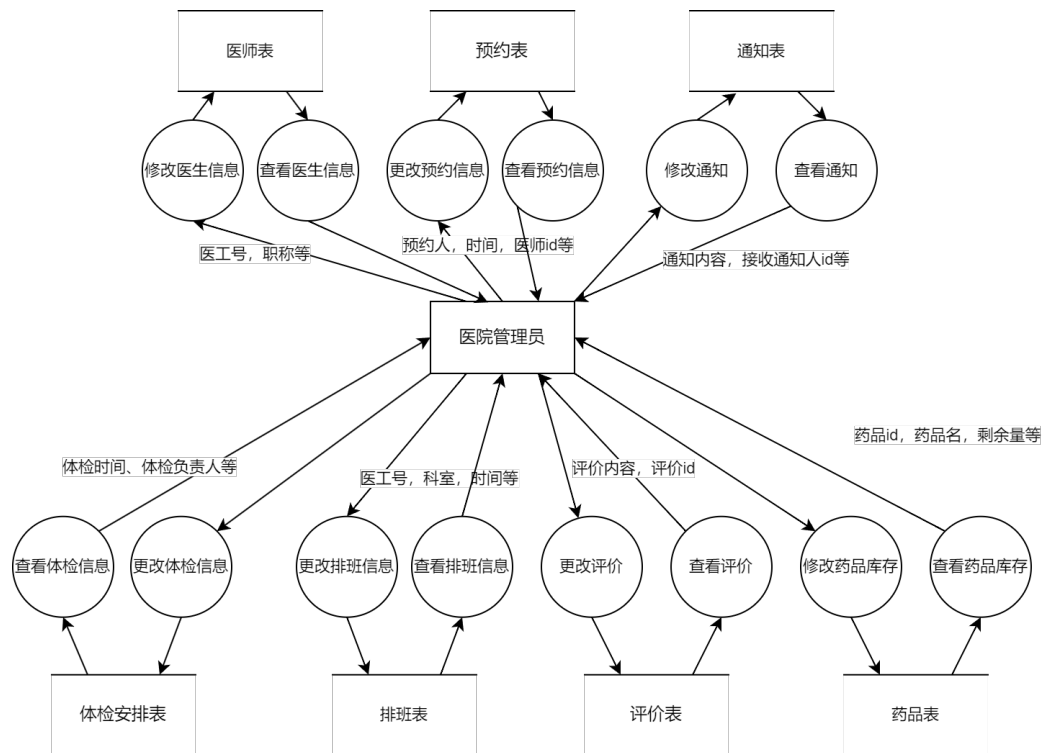 医师表
预约表
通知表
修改医生信息
查看医生信息
更改预约信息
查看预约信息
修改通知
查看通知
医工号，职称等
预约人，时间，医师id等
通知内容，接收通知人id等
医院管理员
药品id，药品名，剩余量等
体检时间、体检负责人等
医工号，科室，时间等
评价内容，评价id
查看体检信息
更改体检信息
更改排班信息
查看排班信息
更改评价
查看评价
修改药品库存
查看药品库存
体检安排表
排班表
评价表
药品表